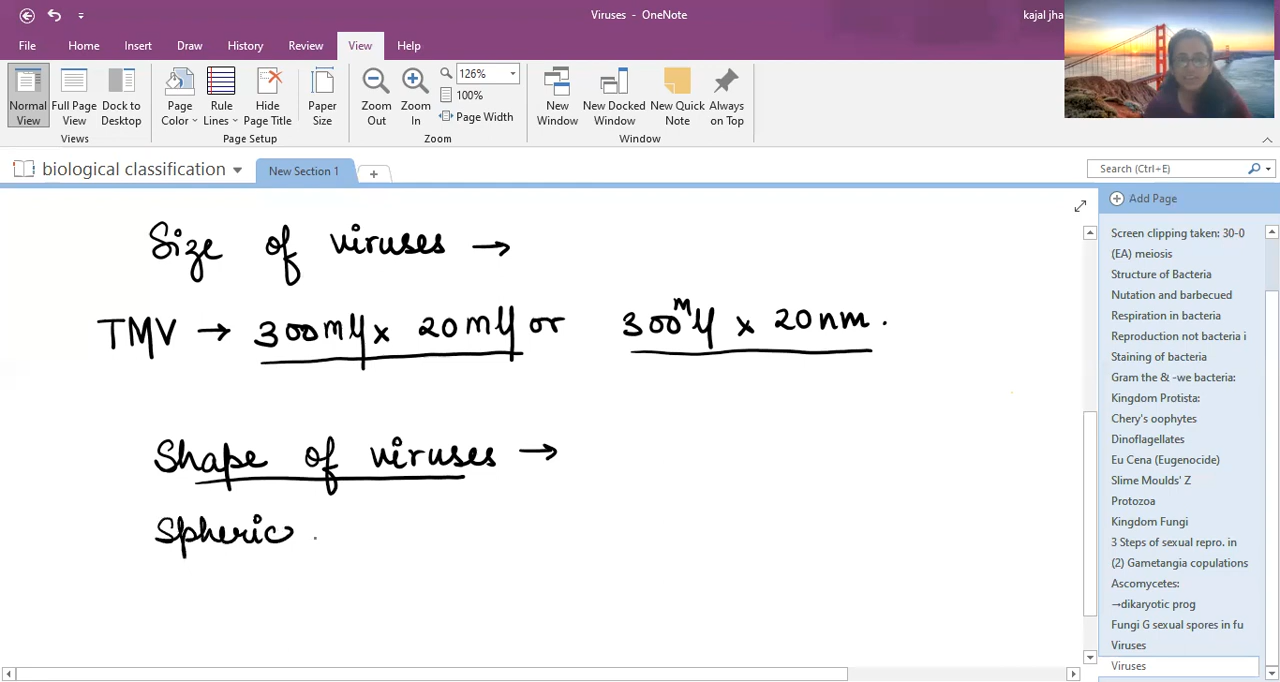 Viruses - OneNote
kajal jha
File Home Insert Draw History Review View Help
Normal View
Full Page View
Dock to Desktop
Views
Page Color
Rule Lines
Hide Page Title
Paper Size
Page Setup
Zoom Out
Zoom In
126%
100%
Page Width
Zoom
New Window
New Docked Window
New Quick Note
Always on Top
Window
biological classification
New Section 1
Search (Ctrl+E)
Size of viruses →
TMV → 300mμ x 20mμ or 300mμ x 20nm.
Shape of viruses →
Spheric
Add Page
Screen clipping taken: 30-0
(EA) meiosis
Structure of Bacteria
Nutation and barbecued
Respiration in bacteria
Reproduction not bacteria i
Staining of bacteria
Gram the & -we bacteria:
Kingdom Protista:
Chery's oophytes
Dinoflagellates
Eu Cena (Eugenocide)
Slime Moulds' Z
Protozoa
Kingdom Fungi
3 Steps of sexual repro. in
(2) Gametangia copulations
Ascomycetes:
→dikaryotic prog
Fungi G sexual spores in fu
Viruses
Viruses